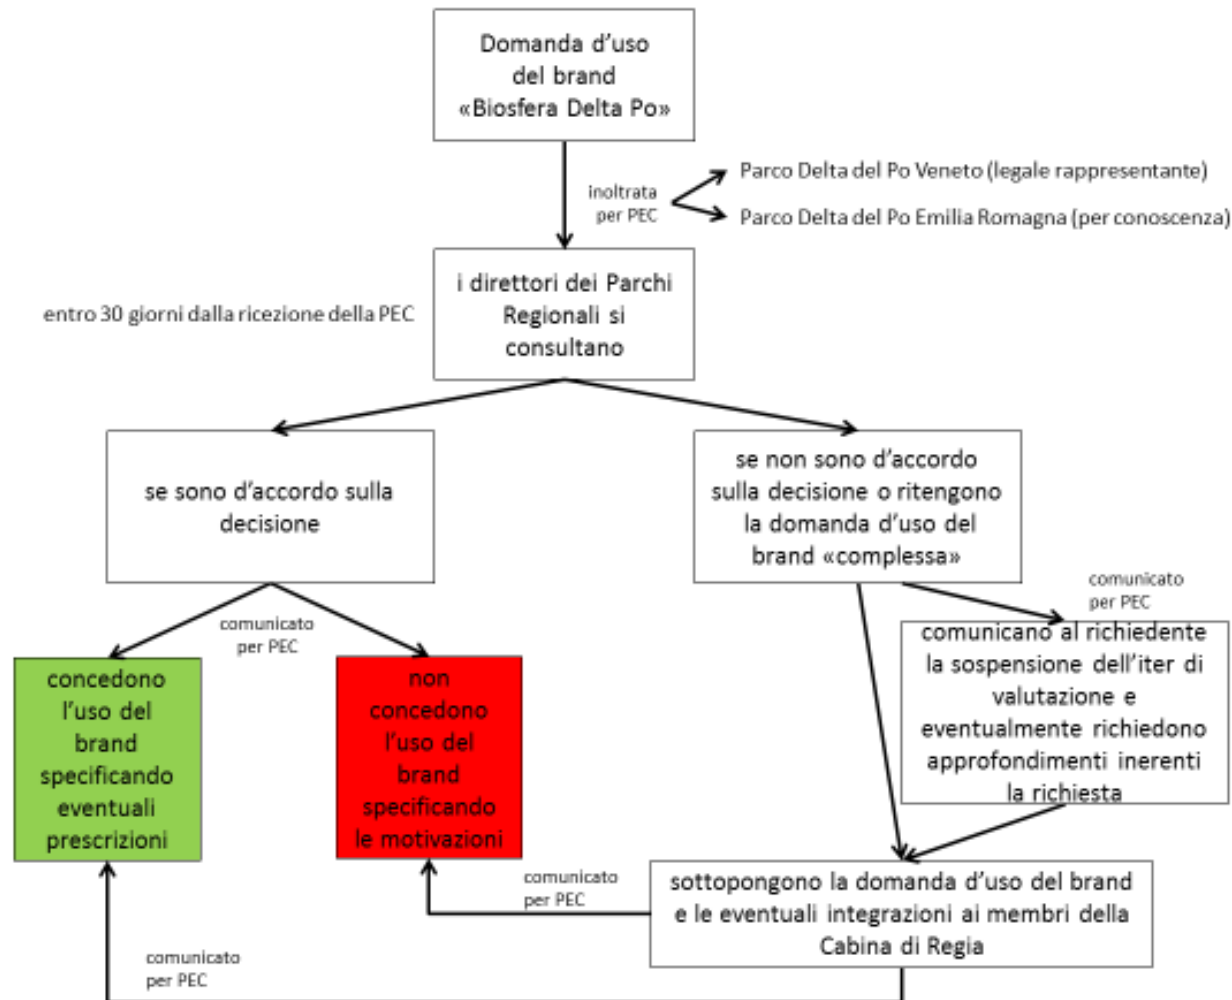 Domanda d'uso
del brand
«Biosfera Delta Po»
inoltrata
per PEC
Parco Delta del Po Veneto (legale rappresentante)
Parco Delta del Po Emilia Romagna (per conoscenza)
entro 30 giorni dalla ricezione della PEC
i direttori dei Parchi
Regionali si
consultano
se sono d'accordo sulla
decisione
se non sono d'accordo
sulla decisione o ritengono
la domanda d'uso del
brand «complessa»
comunicato
per PEC
comunicato
per PEC
concedono
l'uso del
brand
specificando
eventuali
prescrizioni
non
concedono
l'uso del
brand
specificando
le motivazioni
comunicano al richiedente
la sospensione dell'iter di
valutazione e
eventualmente richiedono
approfondimenti inerenti
la richiesta
comunicato
per PEC
sottopongono la domanda d'uso del brand
e le eventuali integrazioni ai membri della
Cabina di Regia
comunicato
per PEC